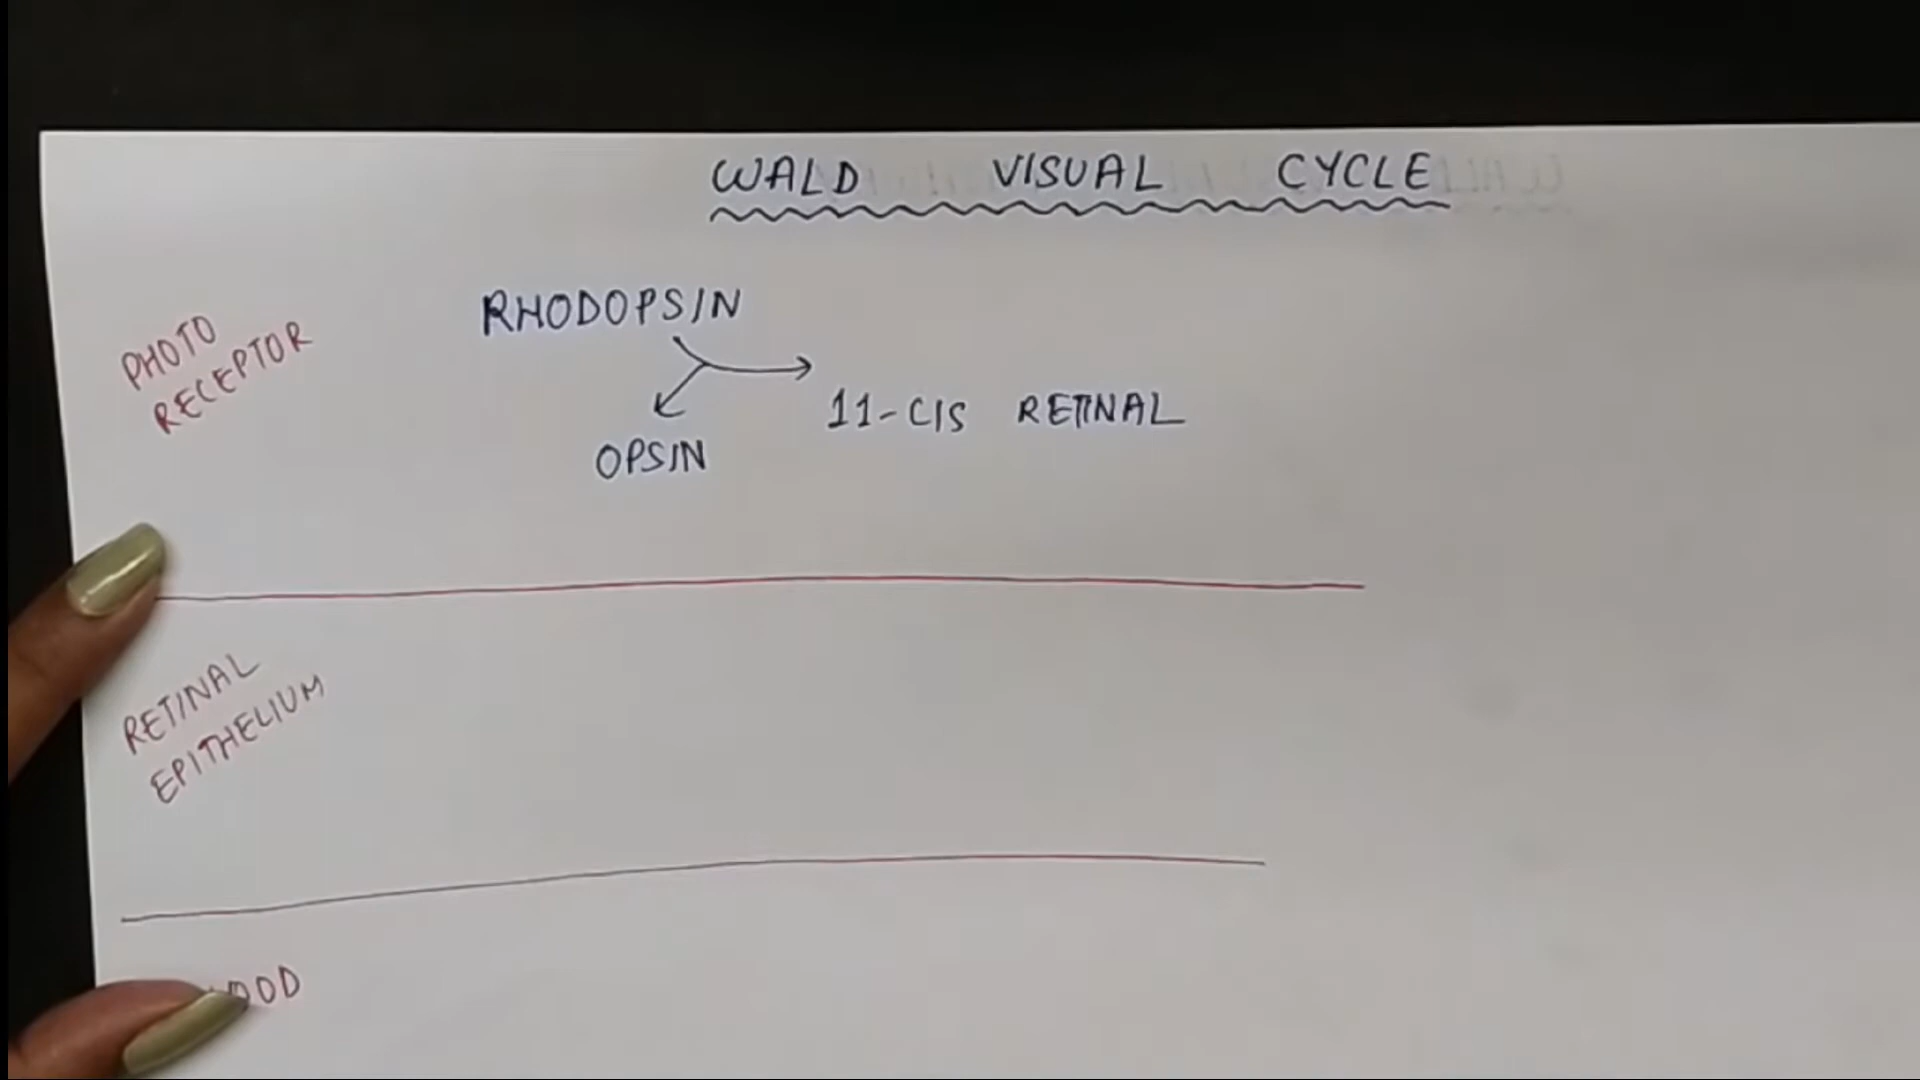 WALD VISUAL CYCLE
RHODOPSIN
PHOTO
RECEPTOR
11-CIS RETINAL
OPSIN
RETINAL
EPITHELIUM